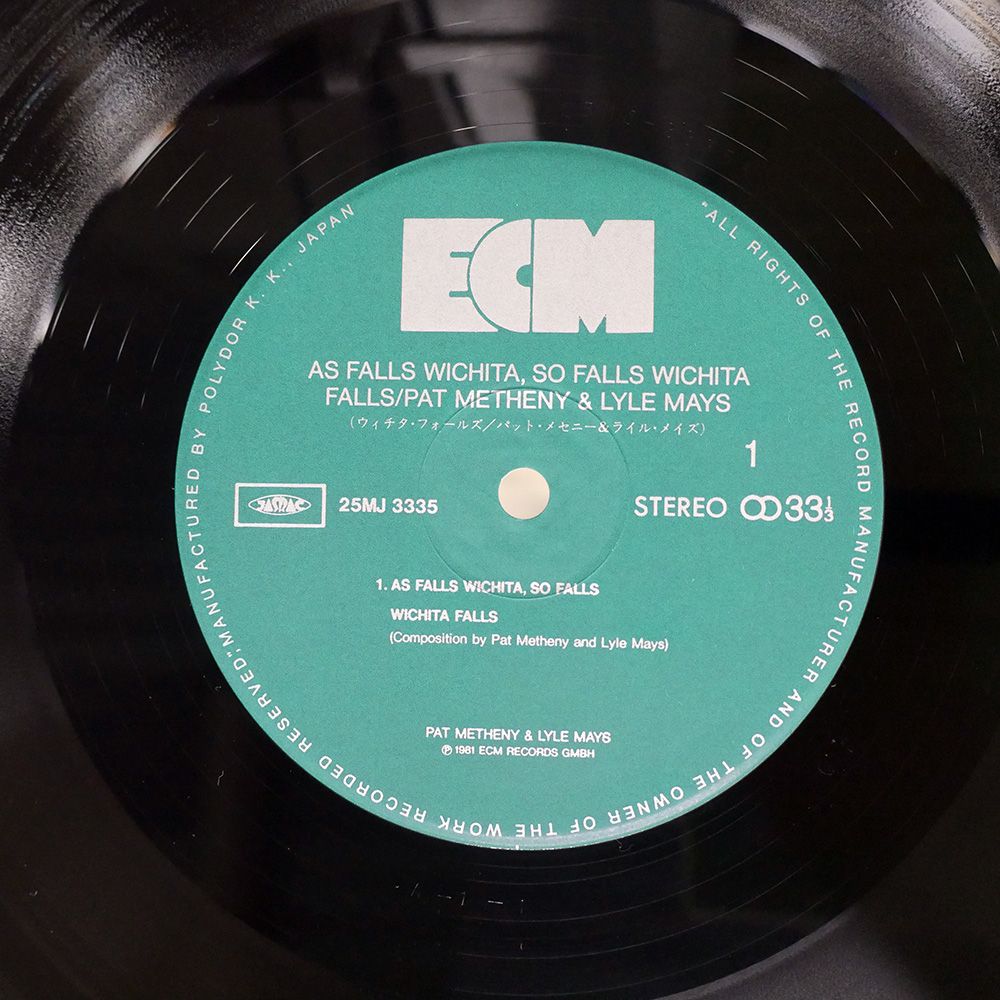 ECM
AS FALLS WICHITA, SO FALLS WICHITA
FALLS/PAT METHENY & LYLE MAYS
(ウィチタ・フォールズ/パット・メセニー&ライル・メイズ)
1
JASRAC
25MJ 3335
STEREO ꝏ 33 1/3
1. AS FALLS WICHITA, SO FALLS
WICHITA FALLS
(Composition by Pat Metheny and Lyle Mays)
PAT METHENY & LYLE MAYS
℗ 1981 ECM RECORDS GMBH
"ALL RIGHTS OF THE RECORD MANUFACTURER AND OF THE OWNER OF THE WORK RECORDED RESERVED," MANUFACTURED BY POLYDOR K. K., JAPAN